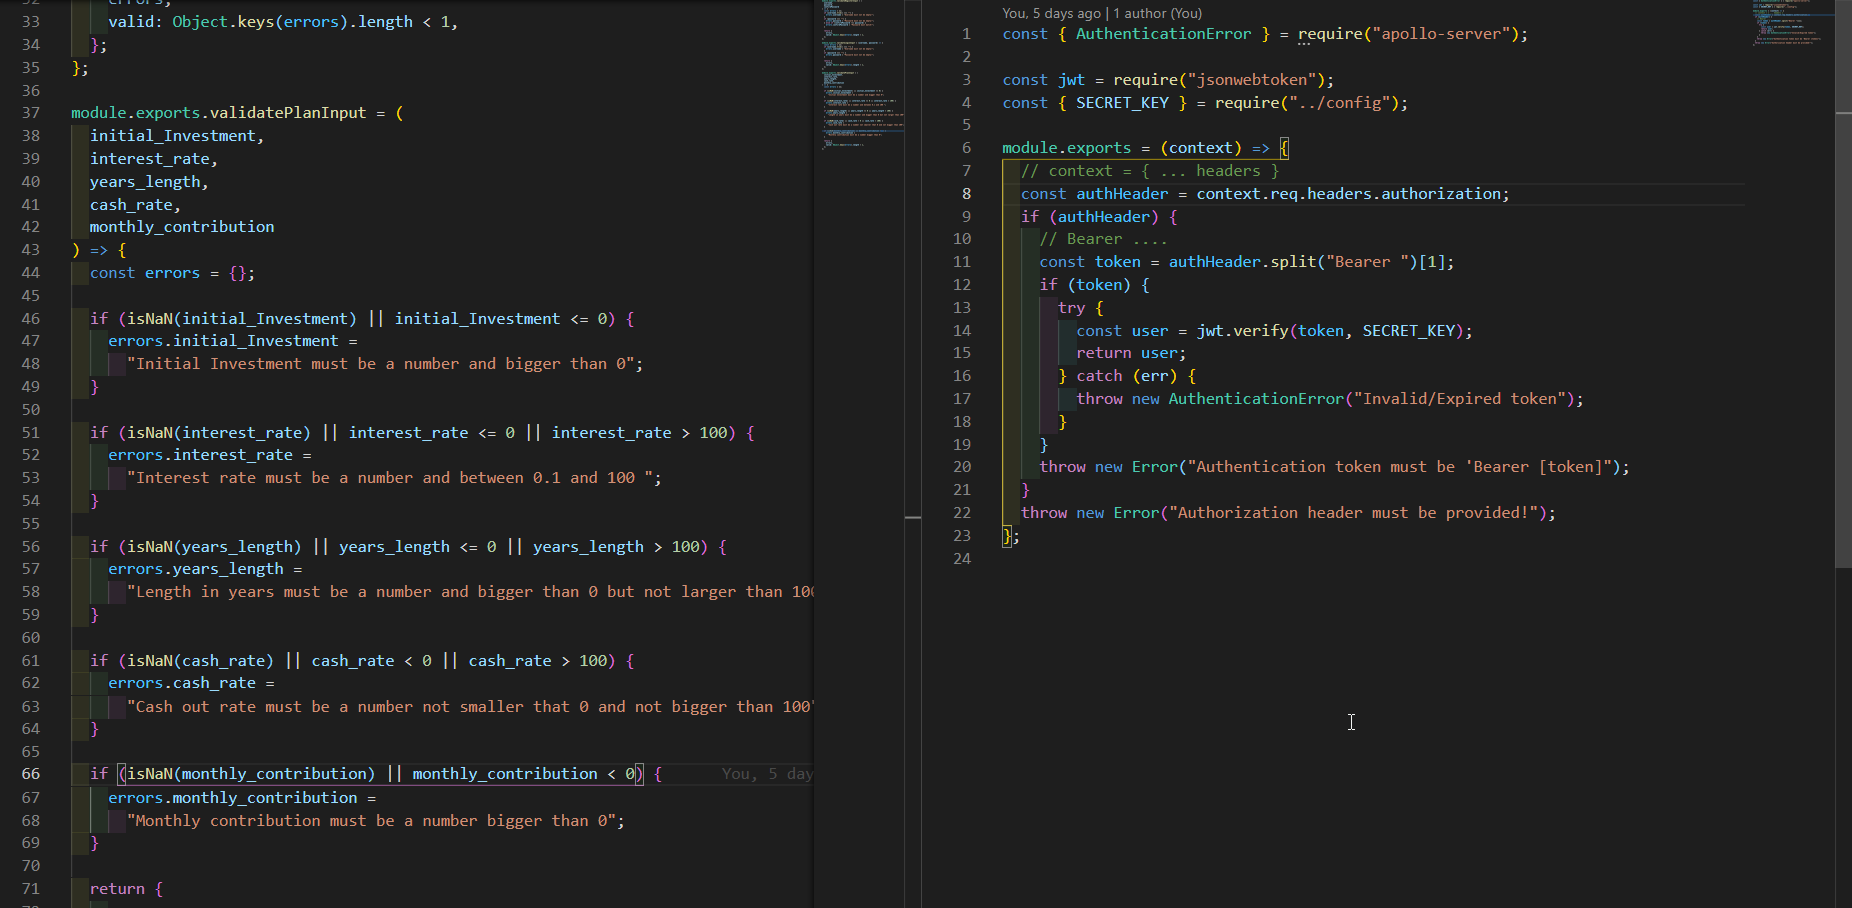 errors,
33 valid: Object.keys(errors).length < 1,
34 };
35 };
36
37 module.exports.validatePlanInput = (
38 initial_Investment,
39 interest_rate,
40 years_length,
41 cash_rate,
42 monthly_contribution
43 ) => {
44 const errors = {};
45
46 if (isNaN(initial_Investment) || initial_Investment <= 0) {
47 errors.initial_Investment =
48 "Initial Investment must be a number and bigger than 0";
49 }
50
51 if (isNaN(interest_rate) || interest_rate <= 0 || interest_rate > 100) {
52 errors.interest_rate =
53 "Interest rate must be a number and between 0.1 and 100 ";
54 }
55
56 if (isNaN(years_length) || years_length <= 0 || years_length > 100) {
57 errors.years_length =
58 "Length in years must be a number and bigger than 0 but not larger than 100
59 }
60
61 if (isNaN(cash_rate) || cash_rate < 0 || cash_rate > 100) {
62 errors.cash_rate =
63 "Cash out rate must be a number not smaller that 0 and not bigger than 100"
64 }
65
66 if (isNaN(monthly_contribution) || monthly_contribution < 0) { You, 5 day
67 errors.monthly_contribution =
68 "Monthly contribution must be a number bigger than 0";
69 }
70
71 return {
You, 5 days ago | 1 author (You)
1 const { AuthenticationError } = require("apollo-server");
2
3 const jwt = require("jsonwebtoken");
4 const { SECRET_KEY } = require("../config");
5
6 module.exports = (context) => {
7 // context = { ... headers }
8 const authHeader = context.req.headers.authorization;
9 if (authHeader) {
10 // Bearer ....
11 const token = authHeader.split("Bearer ")[1];
12 if (token) {
13 try {
14 const user = jwt.verify(token, SECRET_KEY);
15 return user;
16 } catch (err) {
17 throw new AuthenticationError("Invalid/Expired token");
18 }
19 }
20 throw new Error("Authentication token must be 'Bearer [token]");
21 }
22 throw new Error("Authorization header must be provided!");
23 };
24